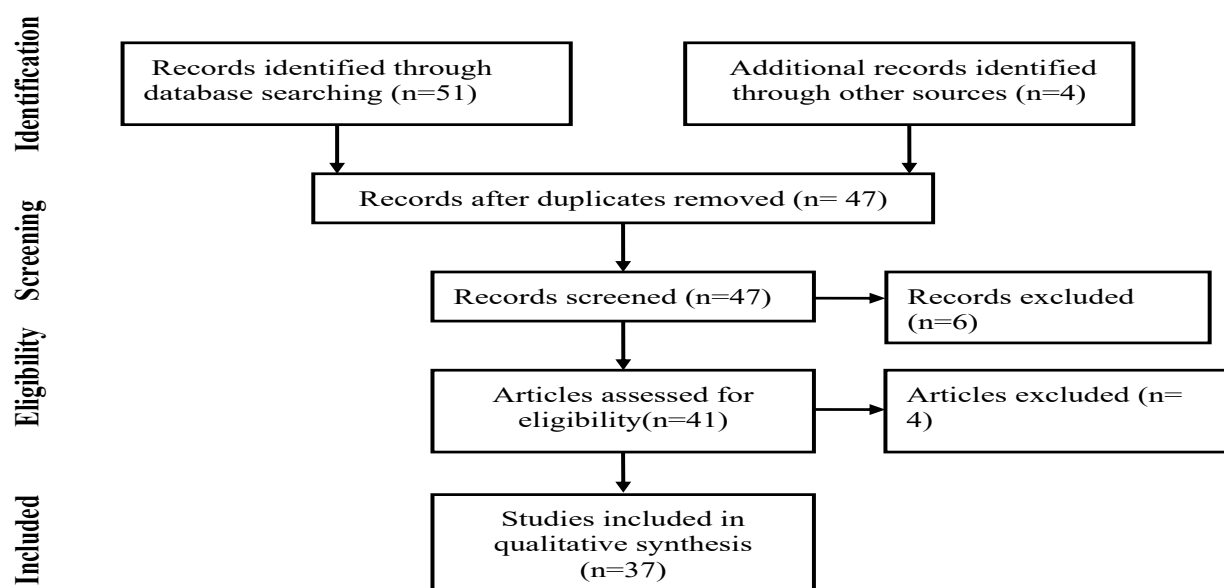 Identification
Records identified through
database searching (n=51)
Additional records identified
through other sources (n=4)
Records after duplicates removed (n= 47)
Screening
Records screened (n=47)
Records excluded
(n=6)
Eligibility
Articles assessed for
eligibility(n=41)
Articles excluded (n=
4)
Included
Studies included in
qualitative synthesis
(n=37)